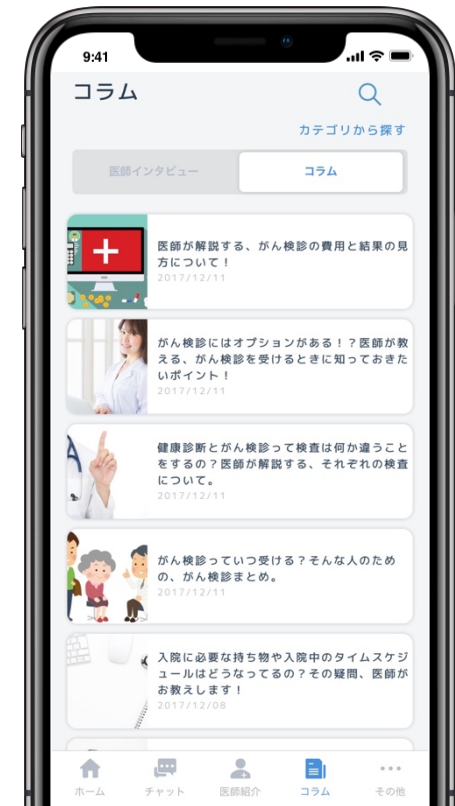 9:41
コラム
カテゴリから探す
医師インタビュー
コラム
医師が解説する、がん検診の費用と結果の見
方について！
2017/12/11
がん検診にはオプションがある！？医師が教
える、がん検診を受けるときに知っておきた
いポイント！
2017/12/11
健康診断とがん検診って検査は何か違うこと
をするの？医師が解説する、それぞれの検査
について。
2017/12/11
がん検診っていつ受ける？そんな人のため
の、がん検診まとめ。
2017/12/11
入院に必要な持ち物や入院中のタイムスケジ
ュールはどうなってるの？その疑問、医師が
お教えします！
2017/12/08
ホーム
チャット
医師紹介
コラム
その他